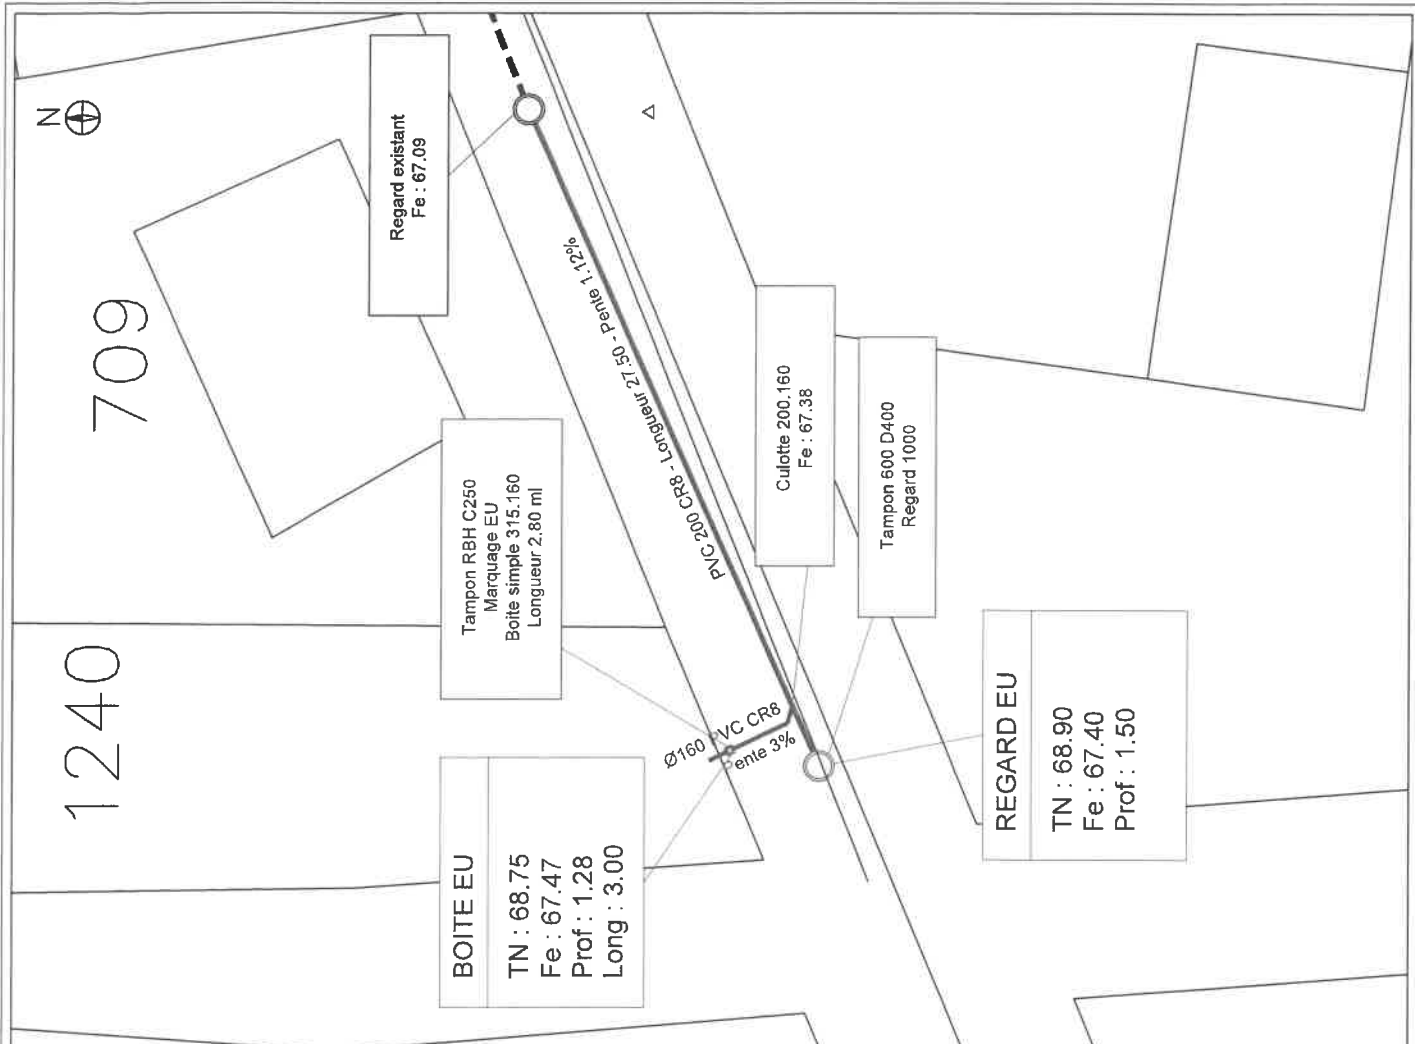 N
709
1240
Regard existant
Fe : 67.09
PVC 200 CR8 - Longueur 27.50 - Pente 1.12%
Tampon RBH C250
Marquage EU
Boite simple 315.160
Longueur 2.80 ml
Culotte 200.160
Fe : 67.38
Tampon 600 D400
Regard 1000
Ø160 PVC CR8
Pente 3%
BOITE EU
TN : 68.75
Fe : 67.47
Prof : 1.28
Long : 3.00
REGARD EU
TN : 68.90
Fe : 67.40
Prof : 1.50